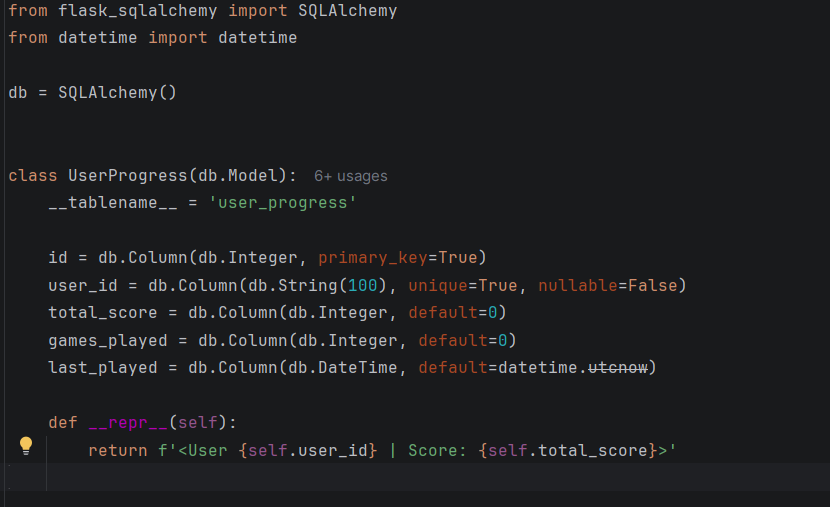 from flask_sqlalchemy import SQLAlchemy
from datetime import datetime
db = SQLAlchemy()
class UserProgress(db.Model): 6+ usages
__tablename__ = 'user_progress'
id = db.Column(db.Integer, primary_key=True)
user_id = db.Column(db.String(100), unique=True, nullable=False)
total_score = db.Column(db.Integer, default=0)
games_played = db.Column(db.Integer, default=0)
last_played = db.Column(db.DateTime, default=datetime.utcnow)
def __repr__(self):
return f'<User {self.user_id} | Score: {self.total_score}>'